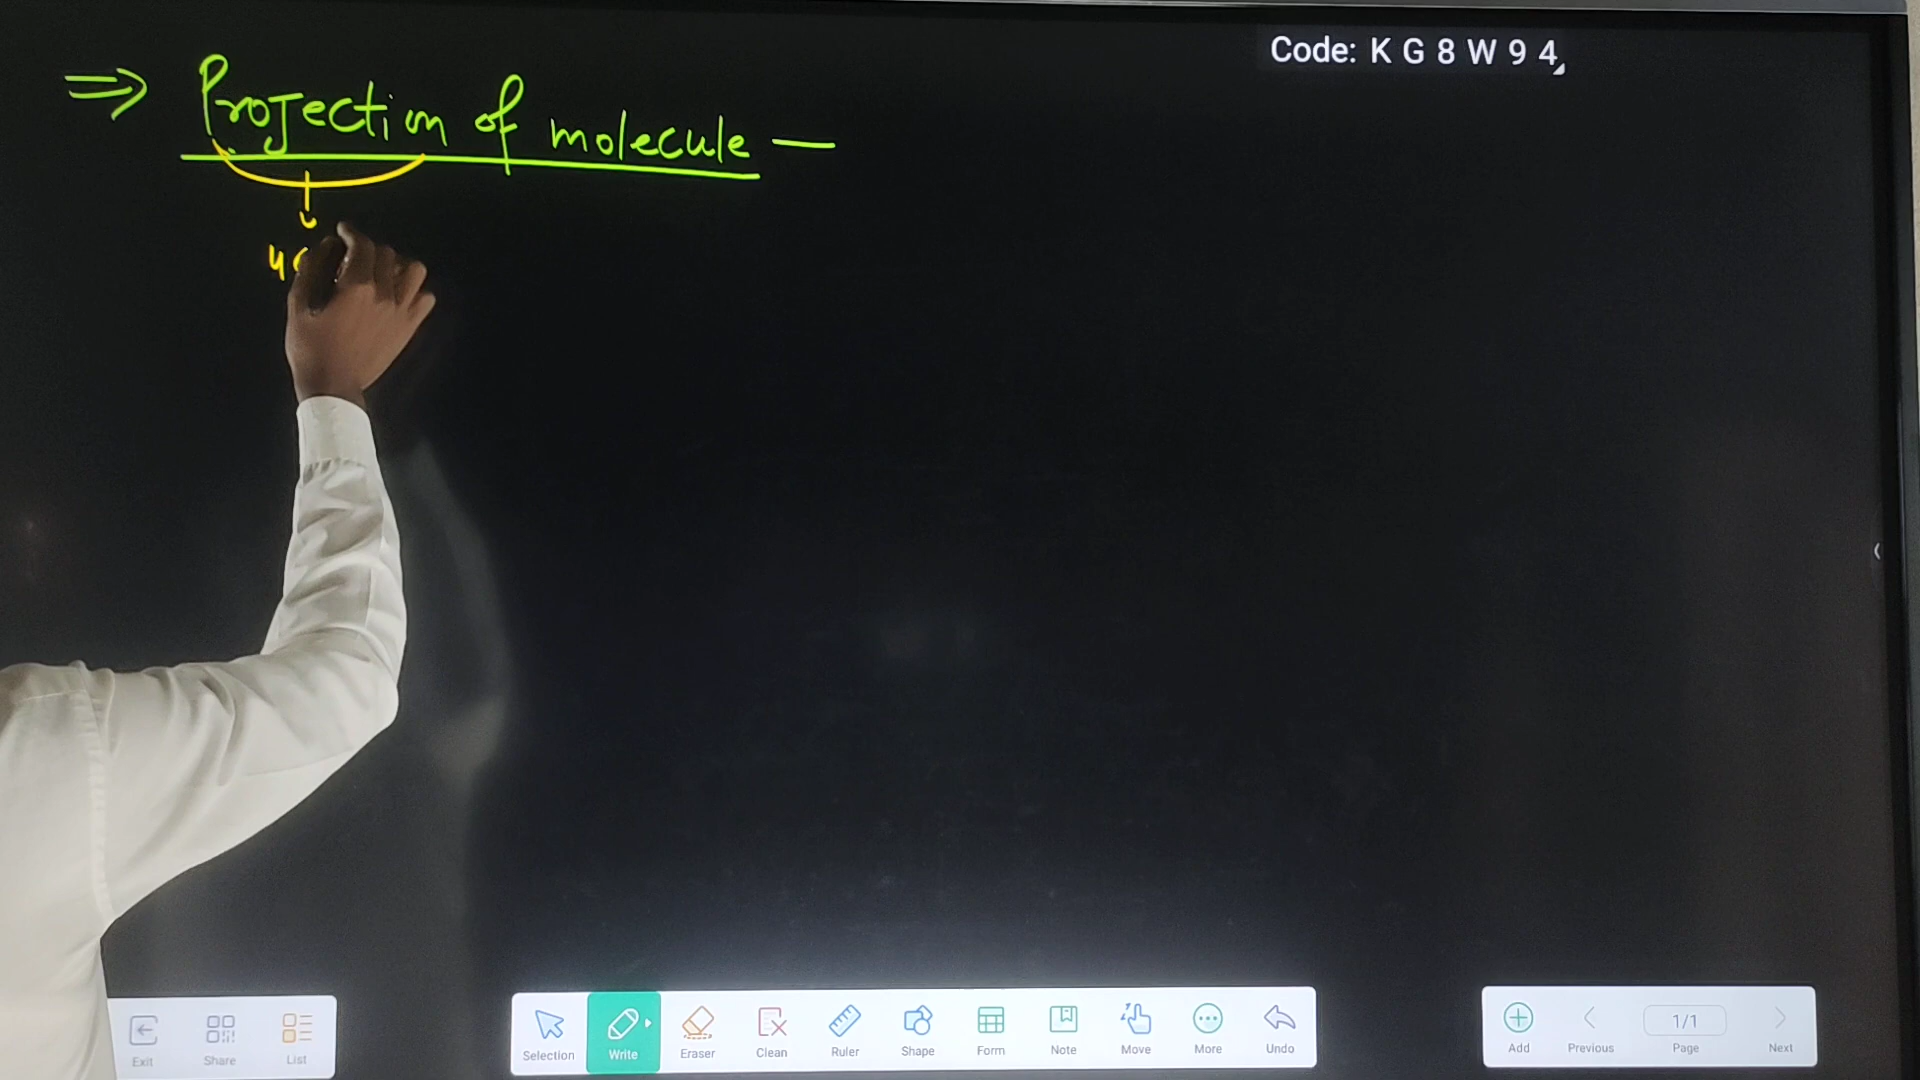 Code: K G 8 W 9 4
⇒ Projection of molecule —
Exit
Share
List
Selection
Write
Eraser
Clean
Ruler
Shape
Form
Note
Move
More
Undo
Add
Previous
1/1
Page
Next